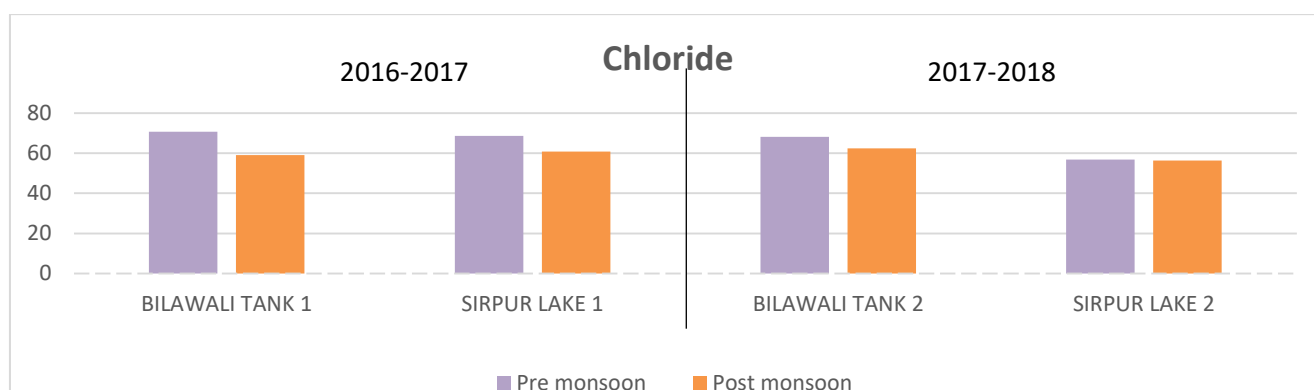 Chloride
2016-2017
2017-2018
80
60
40
20
0
BILAWALI TANK 1
SIRPUR LAKE 1
BILAWALI TANK 2
SIRPUR LAKE 2
Pre monsoon
Post monsoon